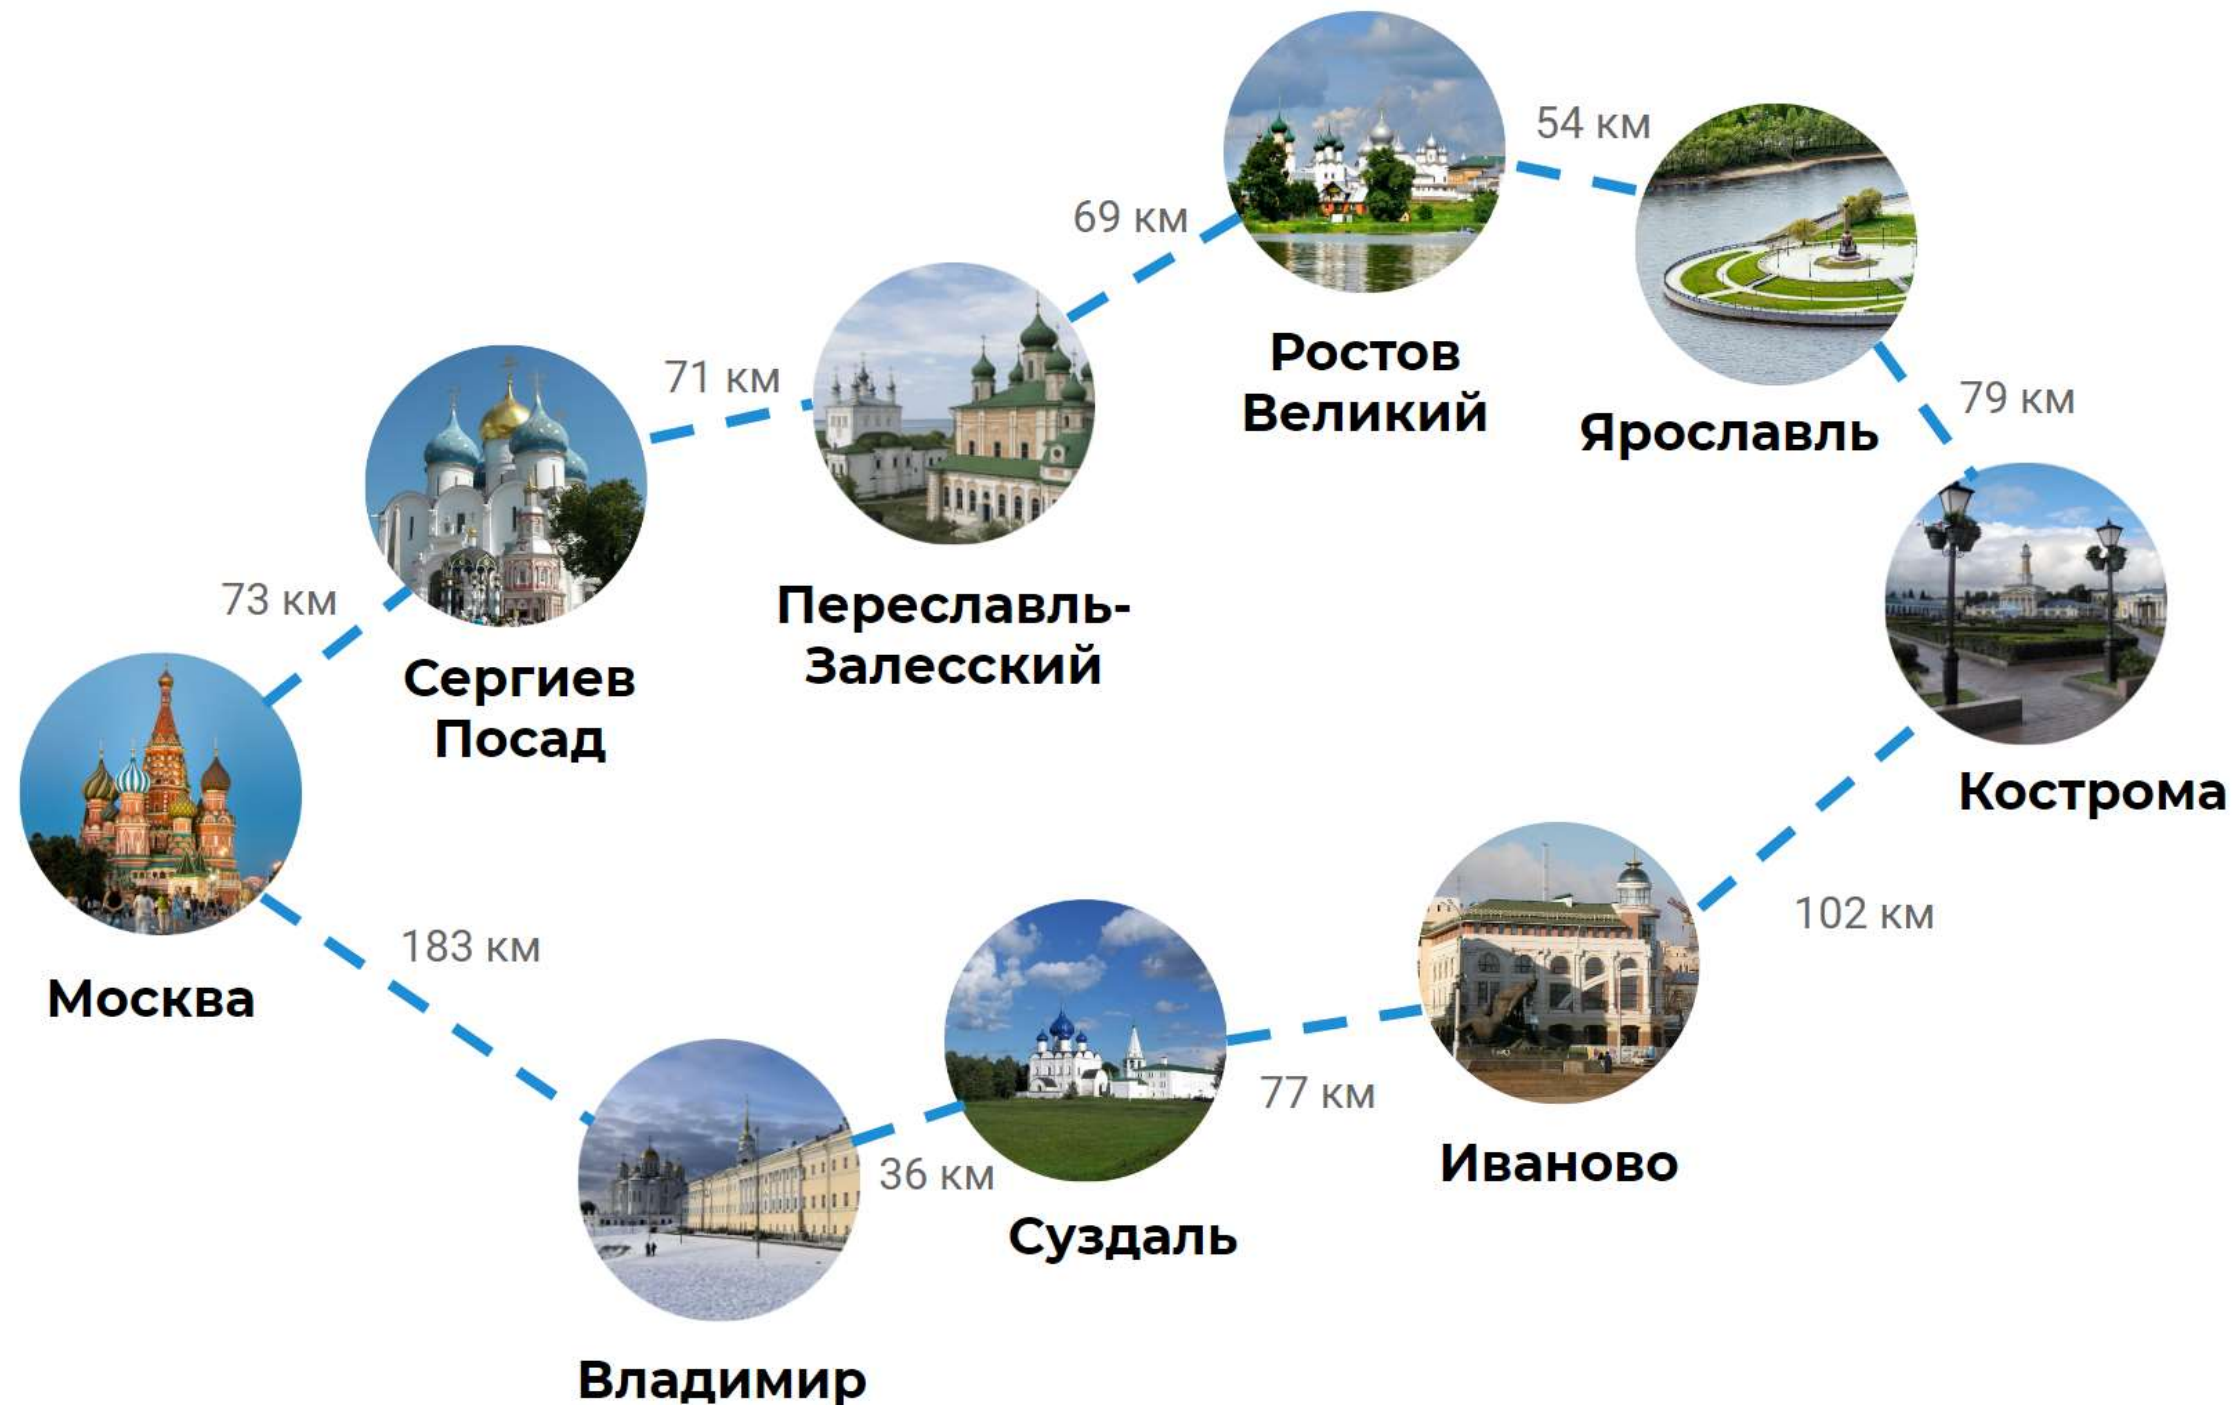 54 км
69 км
Ростов
Великий
71 км
79 км
Ярославль
73 км
Переславль-
Залесский
Сергиев
Посад
Кострома
102 км
183 км
Москва
77 км
Иваново
36 км
Суздаль
Владимир